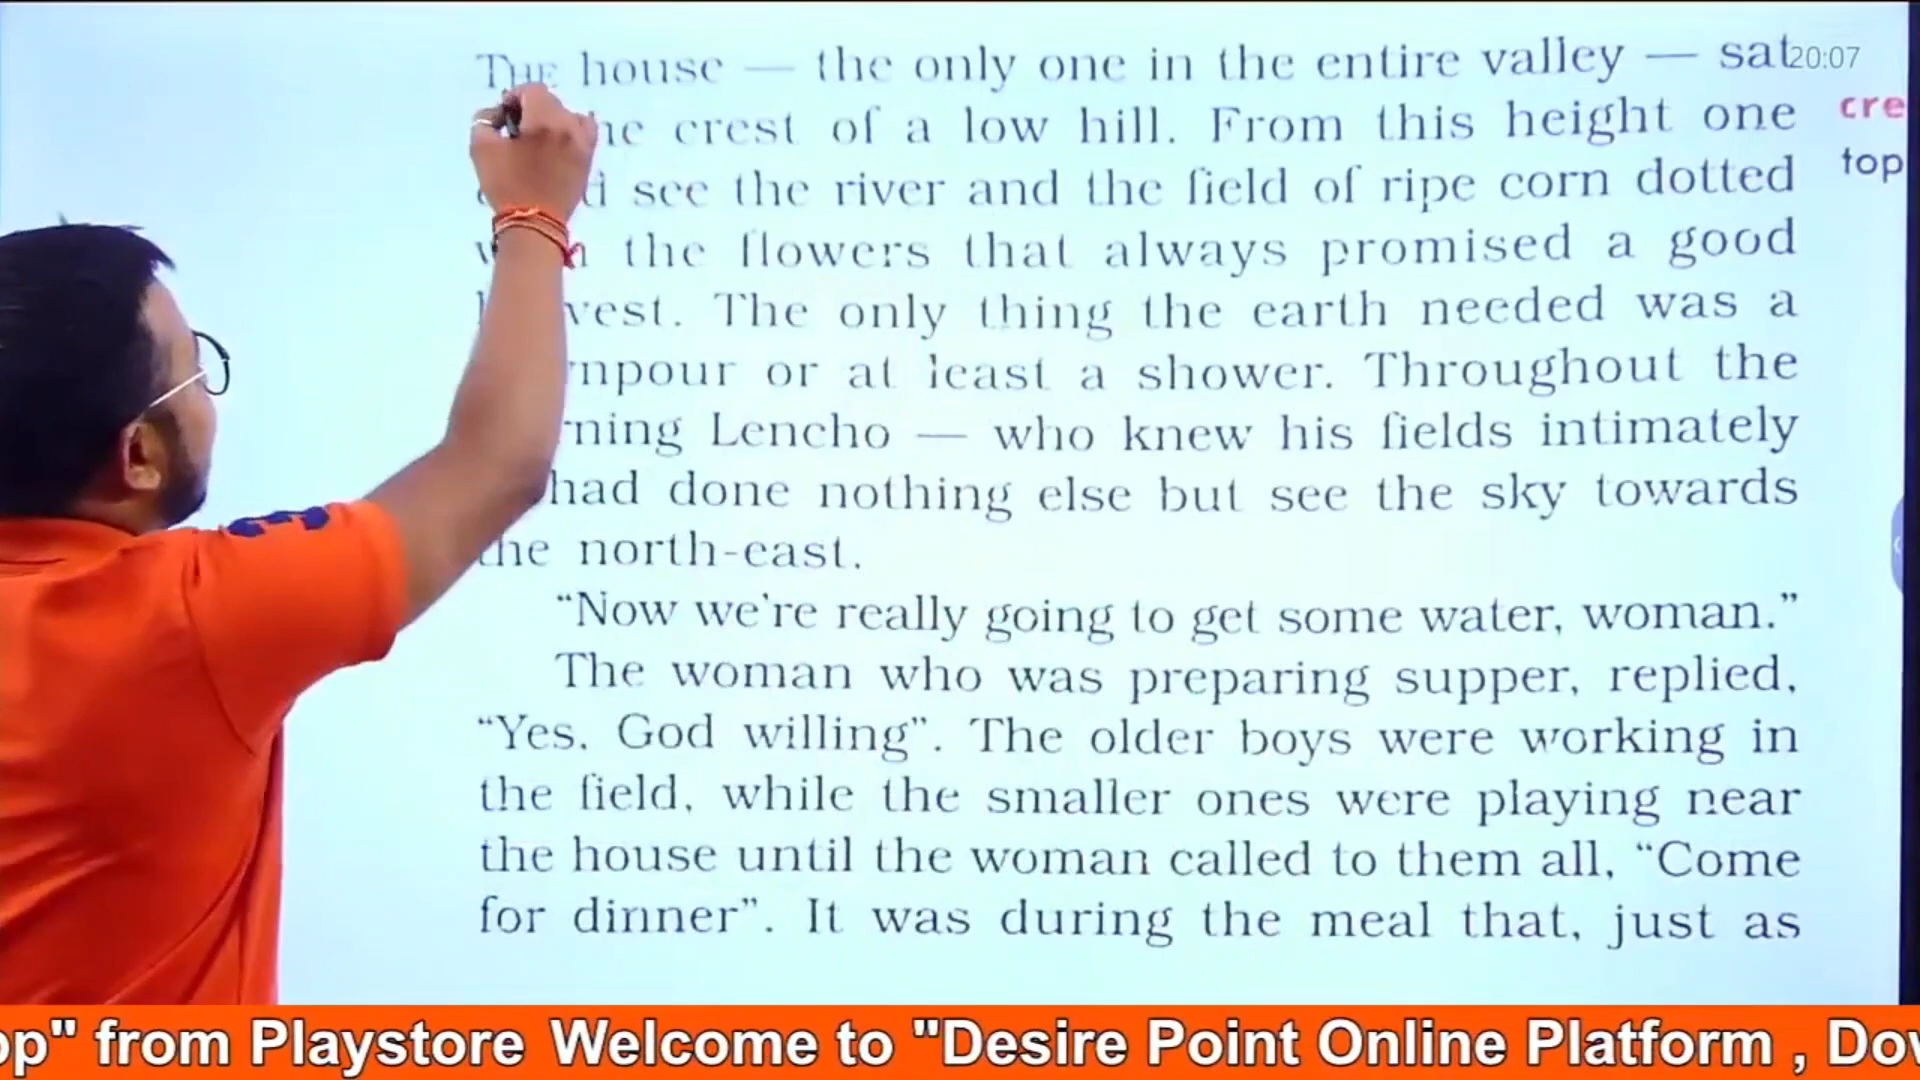 THE house — the only one in the entire valley — sat
20:07
crest of a low hill. From this height one
cre
see the river and the field of ripe corn dotted
top
the flowers that always promised a good
vest. The only thing the earth needed was a
npour or at least a shower. Throughout the
ning Lencho — who knew his fields intimately
had done nothing else but see the sky towards
the north-east.
“Now we’re really going to get some water, woman.”
The woman who was preparing supper, replied,
“Yes, God willing”. The older boys were working in
the field, while the smaller ones were playing near
the house until the woman called to them all, “Come
for dinner”. It was during the meal that, just as
pp" from Playstore Welcome to "Desire Point Online Platform , Dov